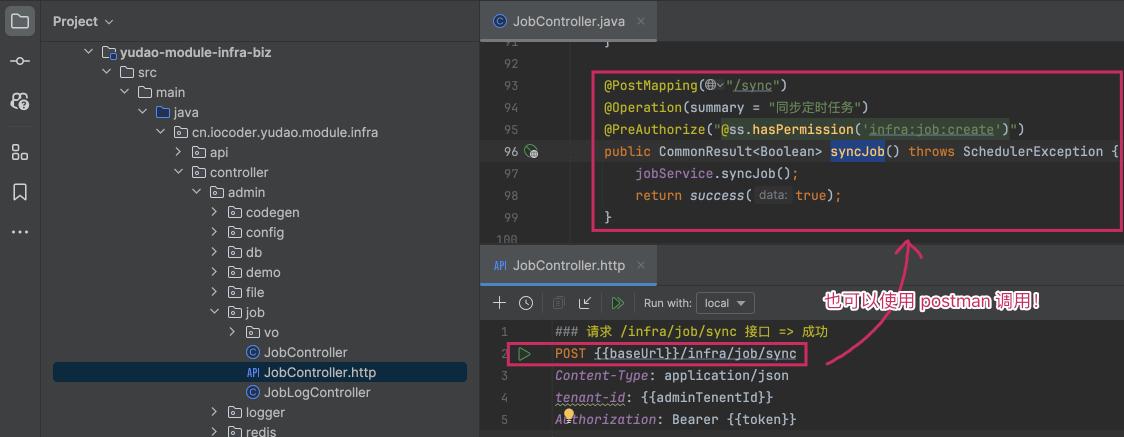 Project
yudao-module-infra-biz
src
main
java
cn.iocoder.yudao.module.infra
api
controller
admin
codegen
config
db
demo
file
job
vo
JobController
JobController.http
JobLogController
logger
redis
JobController.java
91 }
92
93 @PostMapping("/sync")
94 @Operation(summary = "同步定时任务")
95 @PreAuthorize("@ss.hasPermission('infra:job:create')")
96 public CommonResult<Boolean> syncJob() throws SchedulerException {
97 jobService.syncJob();
98 return success( data: true);
99 }
100
JobController.http
Run with: local
也可以使用 postman 调用！
1 ### 请求 /infra/job/sync 接口 => 成功
2 POST {{baseUrl}}/infra/job/sync
3 Content-Type: application/json
4 tenant-id: {{adminTenentId}}
5 Authorization: Bearer {{token}}